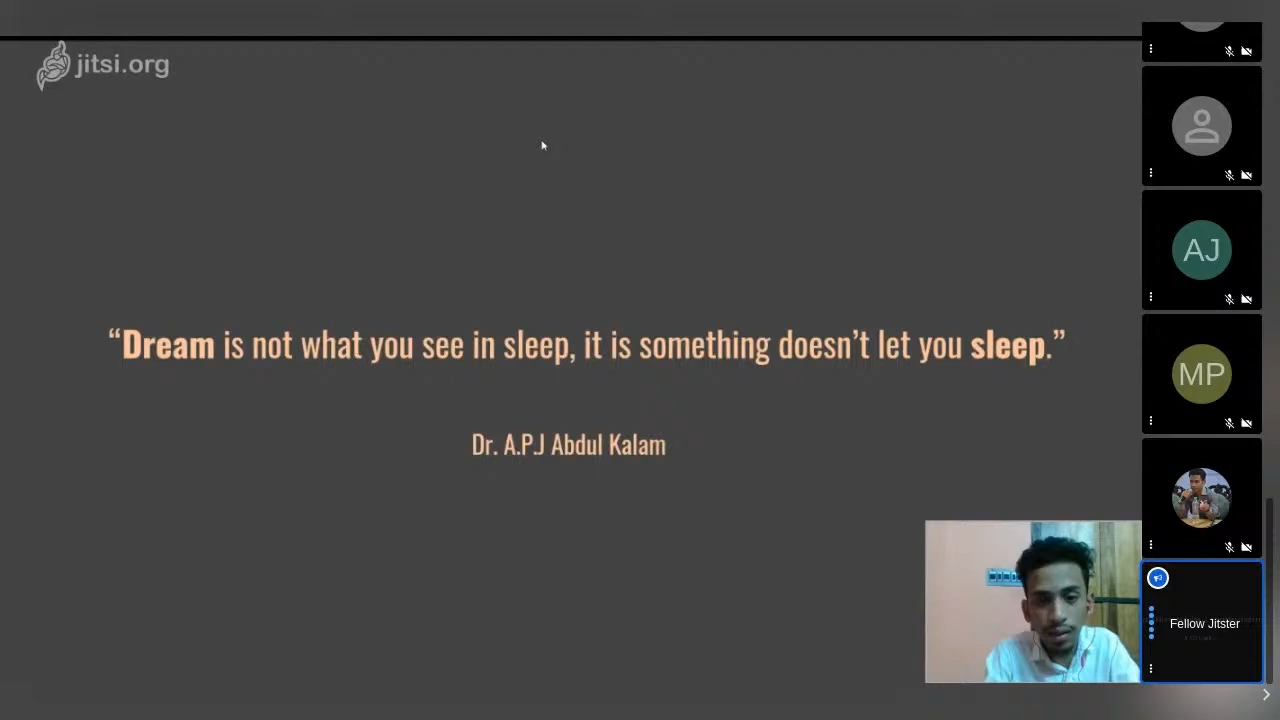 jitsi.org
“Dream is not what you see in sleep, it is something doesn’t let you sleep.”
Dr. A.P.J Abdul Kalam
AJ
MP
Fellow Jitster